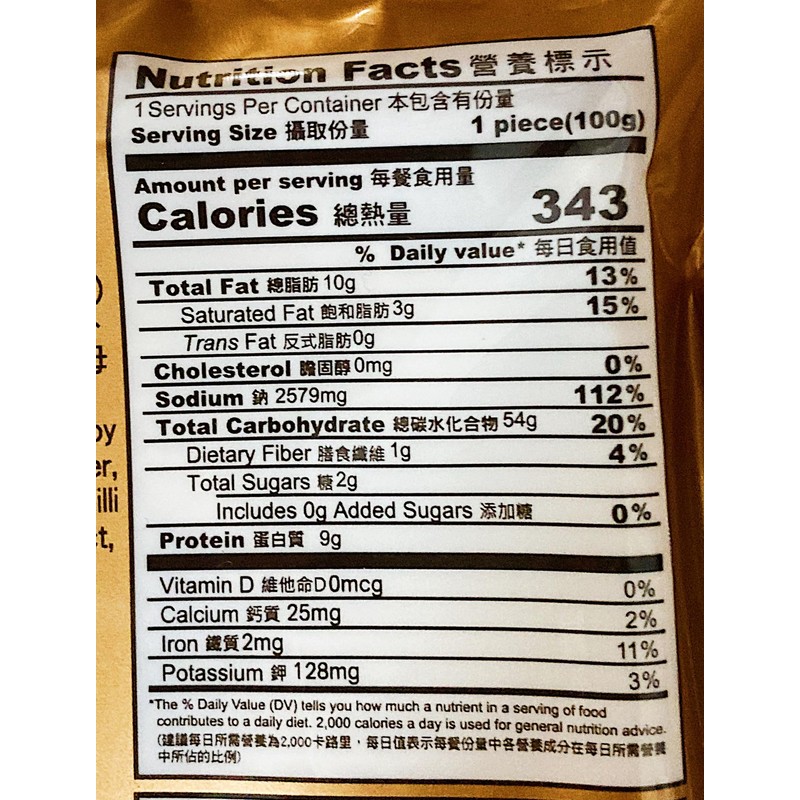 Nutrition Facts 營養標示
1 Servings Per Container 本包含有份量
Serving Size 攝取份量 1 piece(100g)
Amount per serving 每餐食用量
Calories 總熱量 343
% Daily value* 每日食用值
Total Fat 總脂肪 10g 13%
Saturated Fat 飽和脂肪 3g 15%
Trans Fat 反式脂肪 0g
Cholesterol 膽固醇 0mg 0%
Sodium 鈉 2579mg 112%
Total Carbohydrate 總碳水化合物 54g 20%
Dietary Fiber 膳食纖維 1g 4%
Total Sugars 糖 2g
Includes 0g Added Sugars 添加糖 0%
Protein 蛋白質 9g
Vitamin D 維他命D 0mcg 0%
Calcium 鈣質 25mg 2%
Iron 鐵質 2mg 11%
Potassium 鉀 128mg 3%
*The % Daily Value (DV) tells you how much a nutrient in a serving of food
contributes to a daily diet. 2,000 calories a day is used for general nutrition advice.
(建議每日所需營養為2,000卡路里，每日值表示每餐份量中各營養成分在每日所需營養
中所佔的比例)